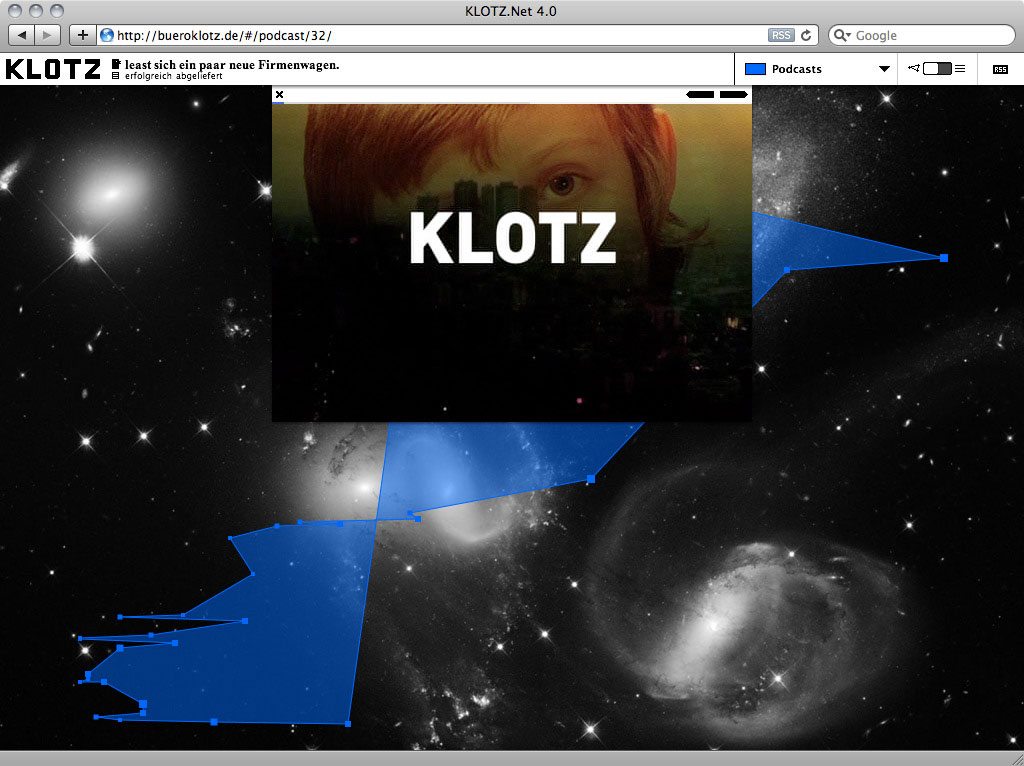 KLOTZ.Net 4.0
http://bueroklotz.de/#/podcast/32/
RSS
Google
KLOTZ
least sich ein paar neue Firmenwagen.
erfolgreich abgeliefert
Podcasts
RSS
KLOTZ